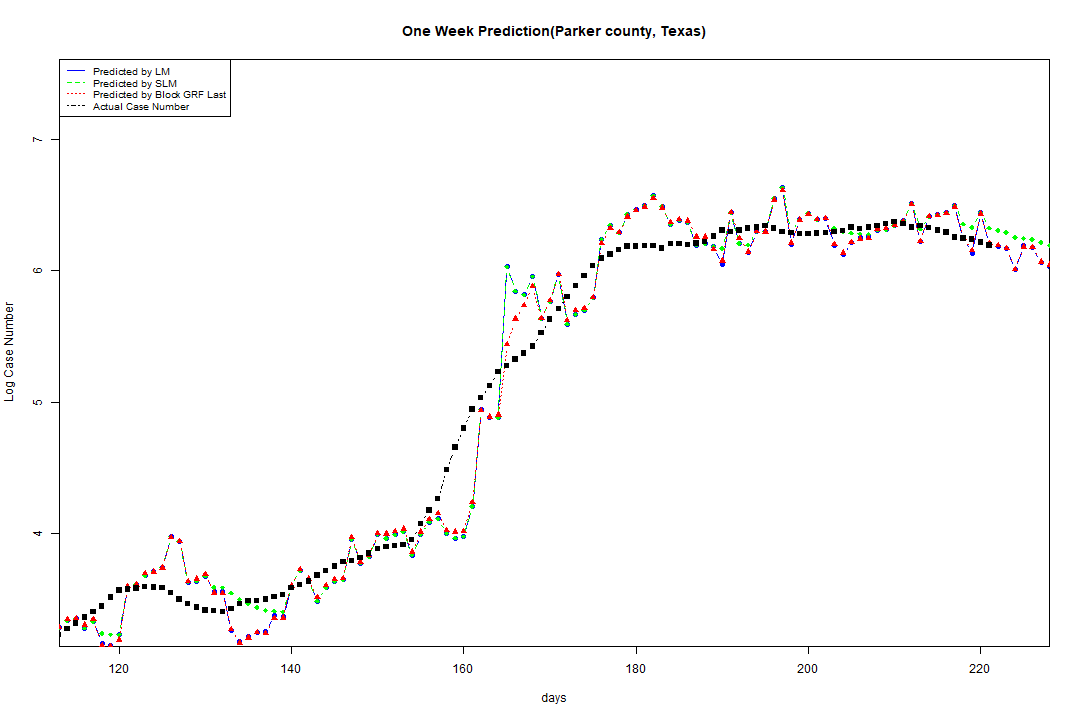 One Week Prediction(Parker county, Texas)
Predicted by LM
Predicted by SLM
Predicted by Block GRF Last
Actual Case Number
7
6
5
4
Log Case Number
120 140 160 180 200 220
days